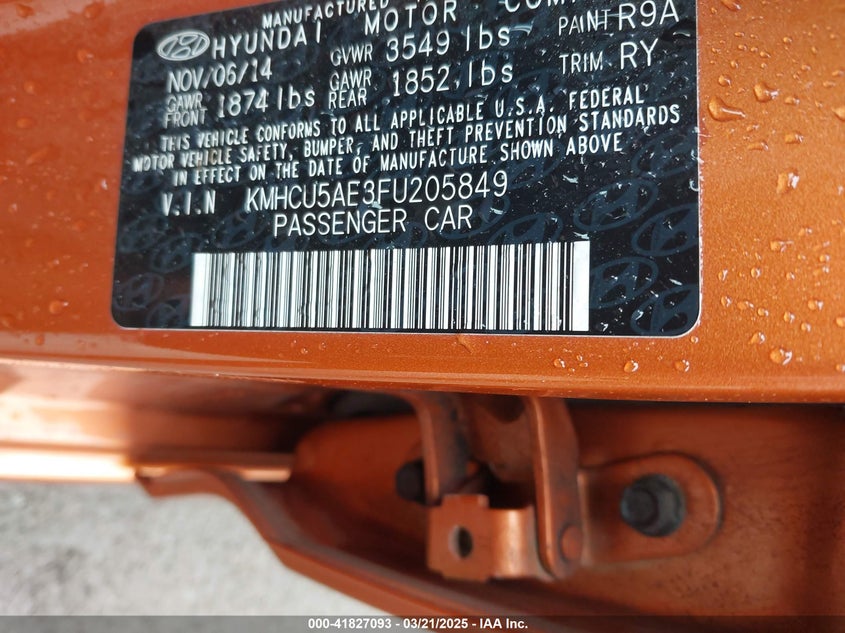 MANUFACTURED
HYUNDAI MOTOR COM
NOV/06/14 GVWR 3549 lbs PAINT R9A
GAWR FRONT 1874 lbs GAWR REAR 1852, lbs TRIM RY
THIS VEHICLE CONFORMS TO ALL APPLICABLE U.S.A. FEDERAL
MOTOR VEHICLE SAFETY, BUMPER, AND THEFT PREVENTION STANDARDS
IN EFFECT ON THE DATE OF MANUFACTURE SHOWN ABOVE
V.I.N KMHCU5AE3FU205849
PASSENGER CAR
000-41827093 - 03/21/2025 - IAA Inc.